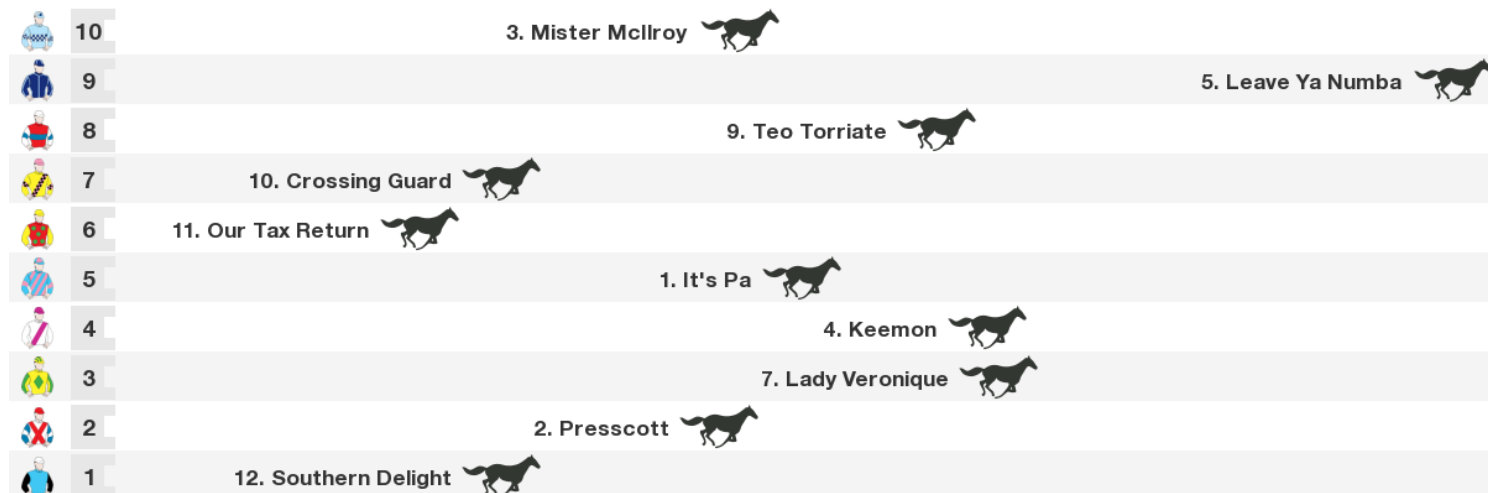 10 3. Mister McIlroy
9 5. Leave Ya Numba
8 9. Teo Torriate
7 10. Crossing Guard
6 11. Our Tax Return
5 1. It's Pa
4 4. Keemon
3 7. Lady Veronique
2 2. Presscott
1 12. Southern Delight